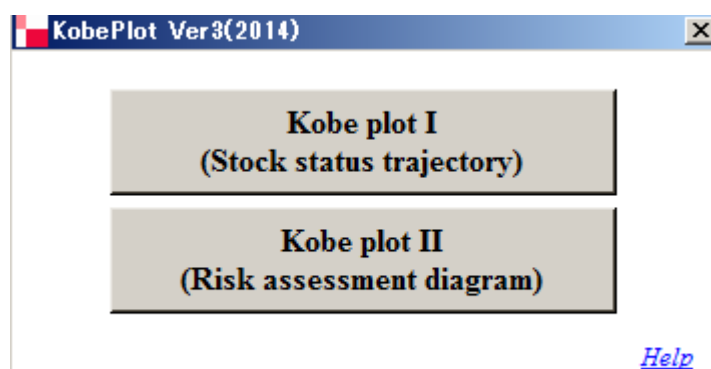 KobePlot Ver3(2014)
Kobe plot I
(Stock status trajectory)
Kobe plot II
(Risk assessment diagram)
Help